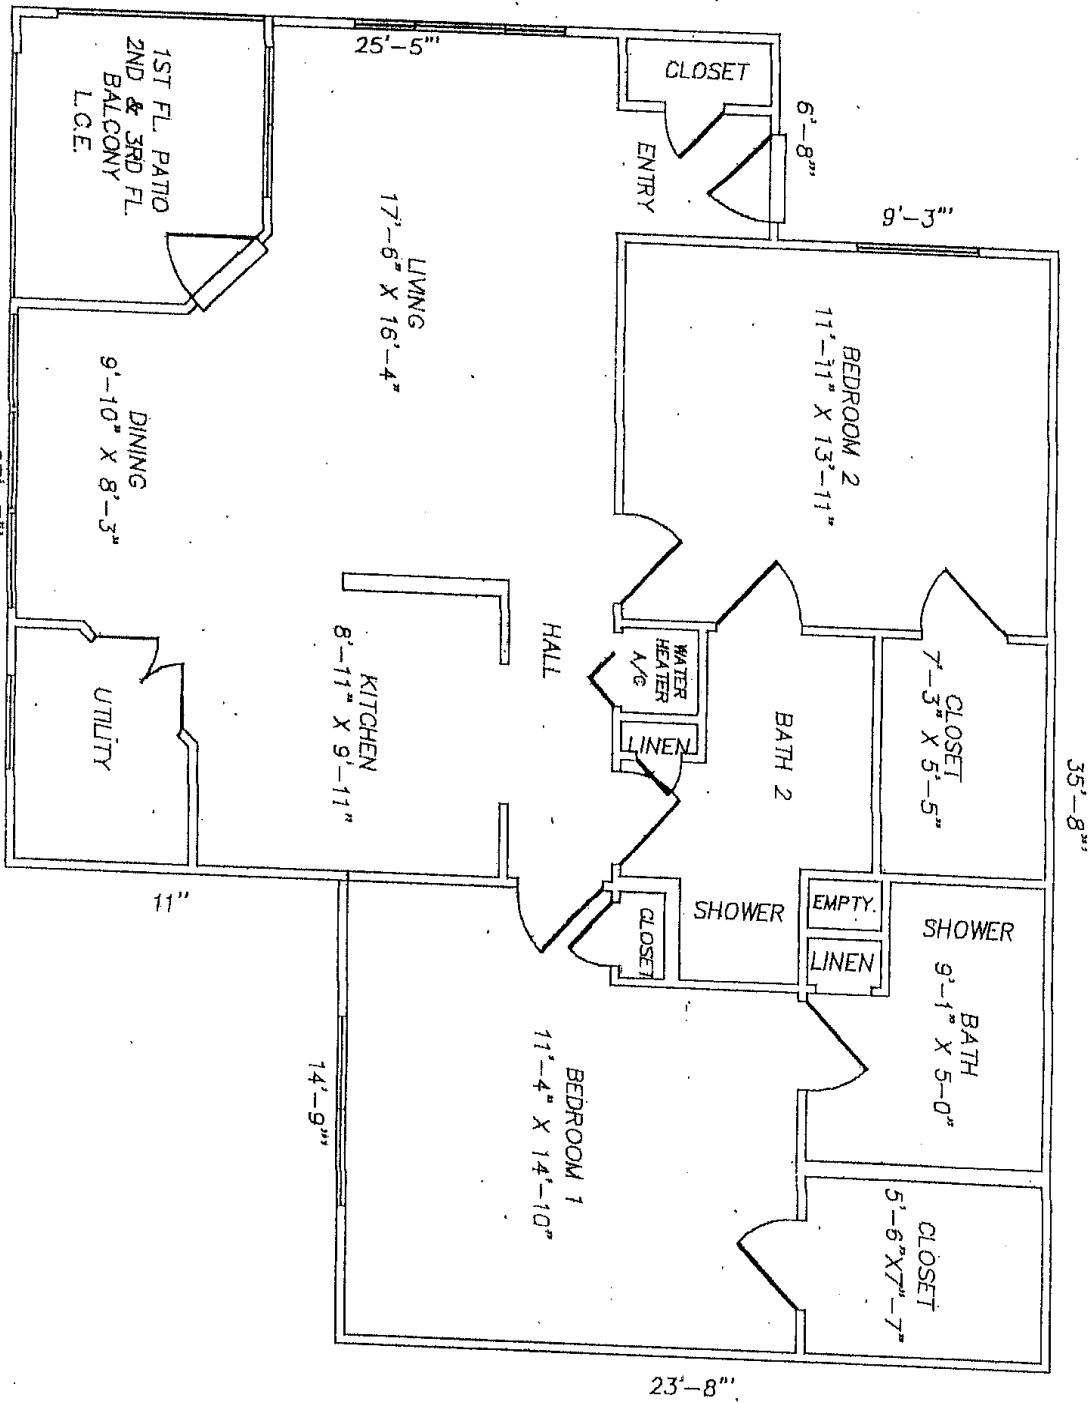 25'-5"'
CLOSET
6'-8"'
ENTRY
9'-3"'
1ST FL. PATIO
2ND & 3RD FL.
BALCONY
L.C.E.
LIVING
17'-6" X 16'-4"
BEDROOM 2
11'-11" X 13'-11"
DINING
9'-10" X 8'-3"
HALL
WATER
HEATER
A/C
LINEN
BATH 2
CLOSET
7'-3" X 5'-5"
35'-8"'
KITCHEN
8'-11" X 9'-11"
UTILITY
11"
CLOSET
SHOWER
EMPTY.
LINEN
SHOWER
BATH
9'-1" X 5-0"
BEDROOM 1
11'-4" X 14'-10"
14'-9"'
CLOSET
5'-6"X7"-7"
23'-8"'